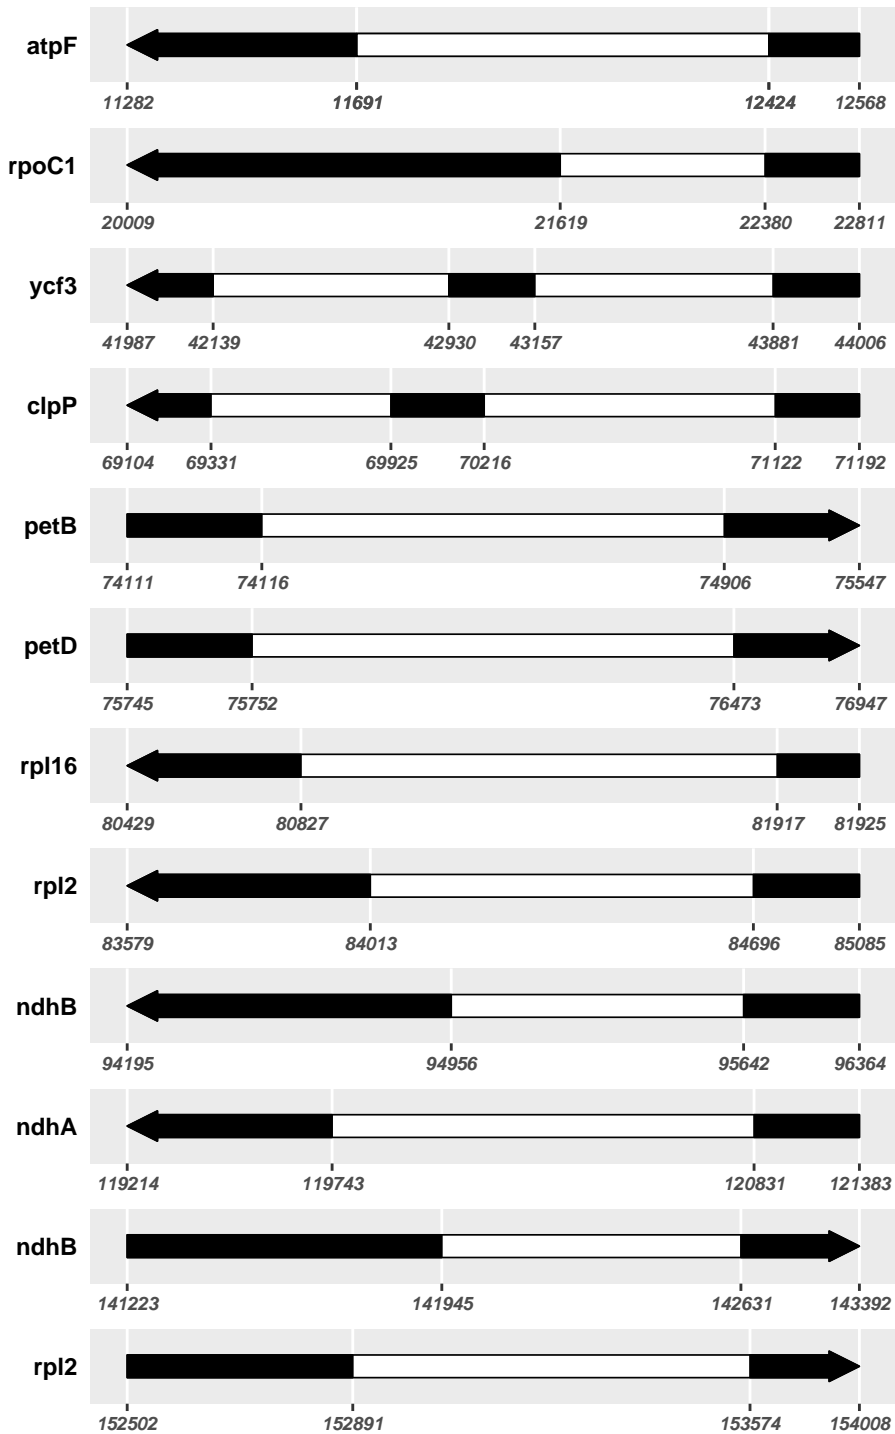 atpF
11282 11691 12424 12568
rpoC1
20009 21619 22380 22811
ycf3
41987 42139 42930 43157 43881 44006
clpP
69104 69331 69925 70216 71122 71192
petB
74111 74116 74906 75547
petD
75745 75752 76473 76947
rpl16
80429 80827 81917 81925
rpl2
83579 84013 84696 85085
ndhB
94195 94956 95642 96364
ndhA
119214 119743 120831 121383
ndhB
141223 141945 142631 143392
rpl2
152502 152891 153574 154008